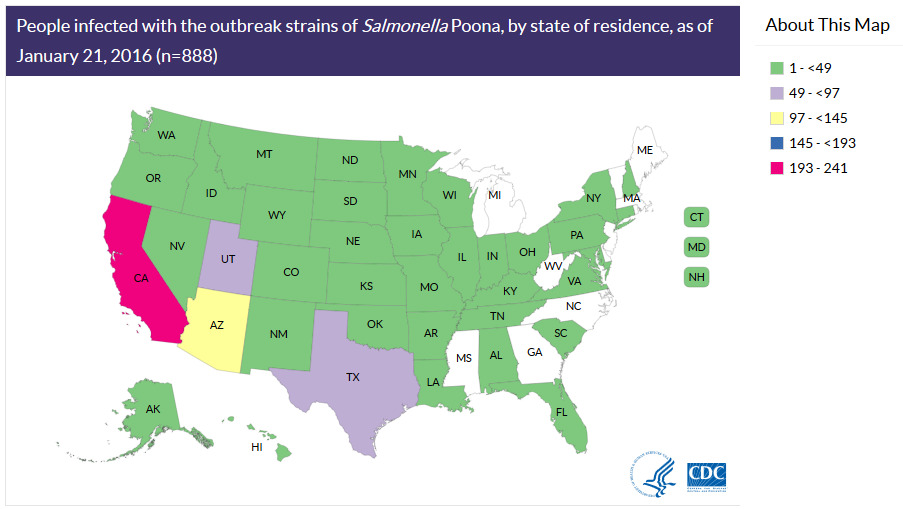 People infected with the outbreak strains of Salmonella Poona, by state of residence, as of
January 21, 2016 (n=888)
About This Map
1 - <49
49 - <97
97 - <145
145 - <193
193 - 241
WA
MT
ND
MN
ME
OR
ID
WY
SD
WI
MI
NY
MA
CT
NV
UT
CO
NE
IA
IL
IN
OH
PA
MD
CA
KS
MO
KY
WV
VA
NH
AZ
NM
OK
AR
TN
NC
SC
TX
LA
MS
AL
GA
AK
HI
FL
CDC